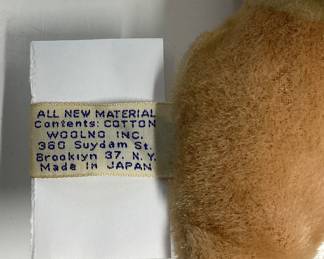 ALL NEW MATERIAL
Contents: COTTON
WOOLNO INC.
360 Suydam St.
Brooklyn 37. N.Y.
Made in JAPAN